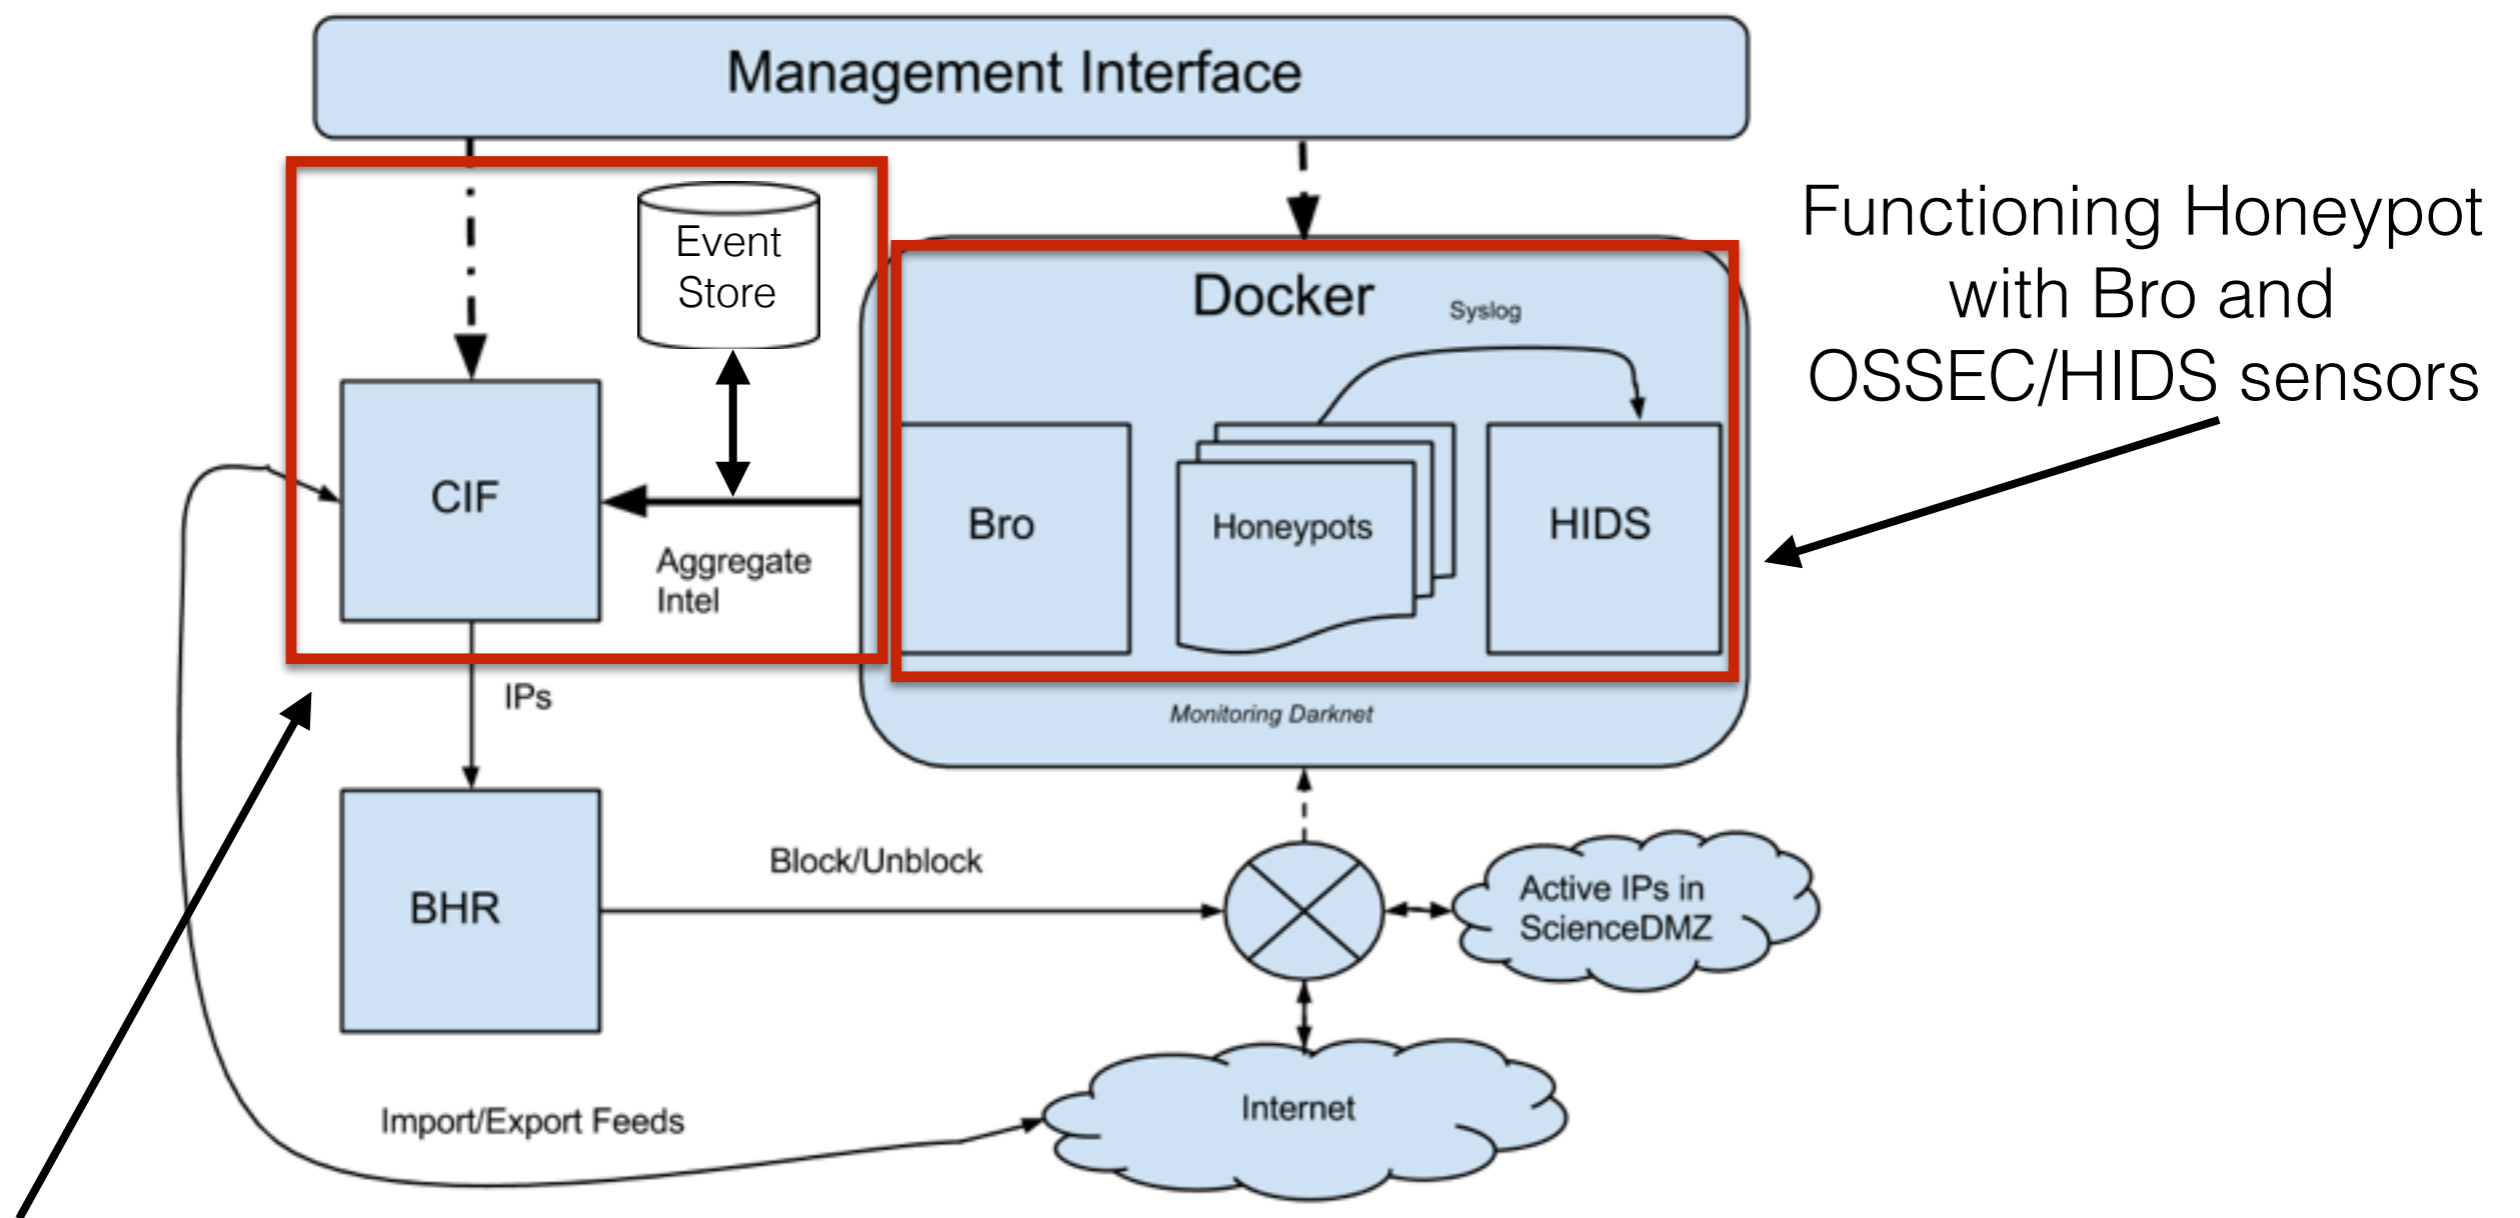 Management Interface
Event
Store
Functioning Honeypot
with Bro and
OSSEC/HIDS sensors
Docker
Syslog
CIF
Aggregate
Intel
Bro
Honeypots
HIDS
IPs
Monitoring Darknet
BHR
Block/Unblock
Active IPs in
ScienceDMZ
Import/Export Feeds
Internet